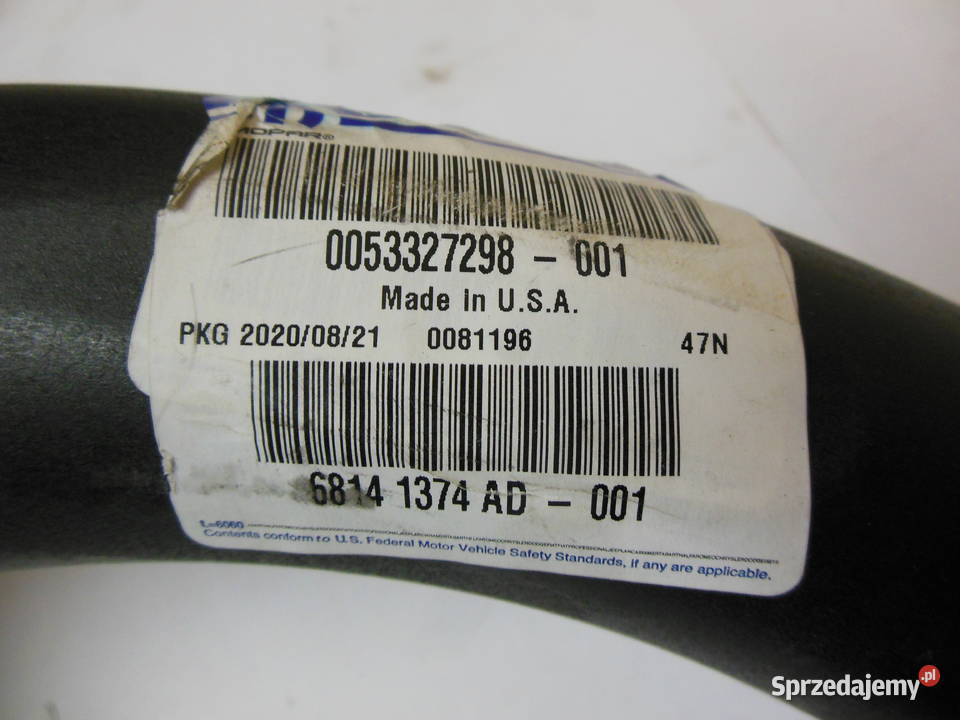 MOPAR®
0053327298 - 001
Made in U.S.A.
PKG 2020/08/21 0081196 47N
6814 1374 AD - 001
L=6060
Contents conform to U.S. Federal Motor Vehicle Safety Standards, if any are applicable.
Sprzedajemy.pl